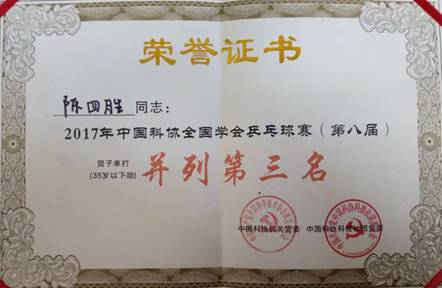 荣誉证书
陈四胜 同志：
2017年中国科协全国学会乒乓球赛（第八届）
男子单打
(35岁以下组)
并列第三名
中国科协机关党委 中国科协科技社团党委